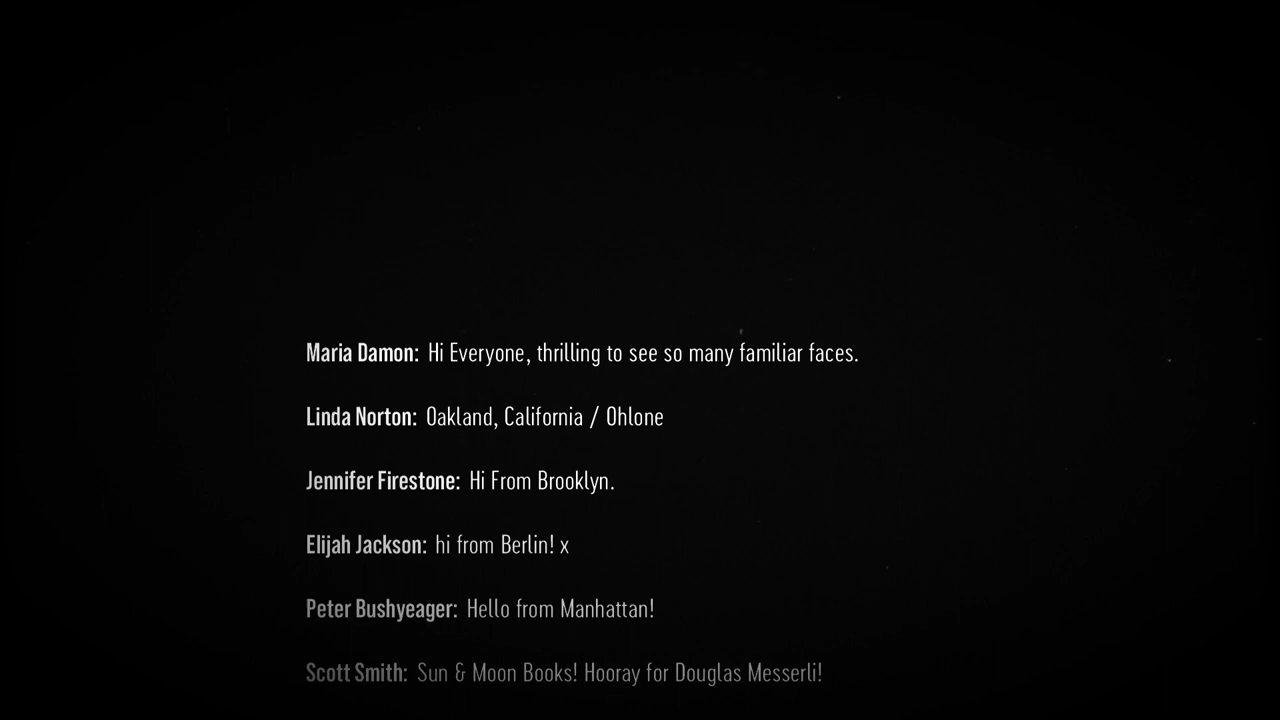 Maria Damon: Hi Everyone, thrilling to see so many familiar faces.
Linda Norton: Oakland, California / Ohlone
Jennifer Firestone: Hi From Brooklyn.
Elijah Jackson: hi from Berlin! x
Peter Bushyeager: Hello from Manhattan!
Scott Smith: Sun & Moon Books! Hooray for Douglas Messerli!